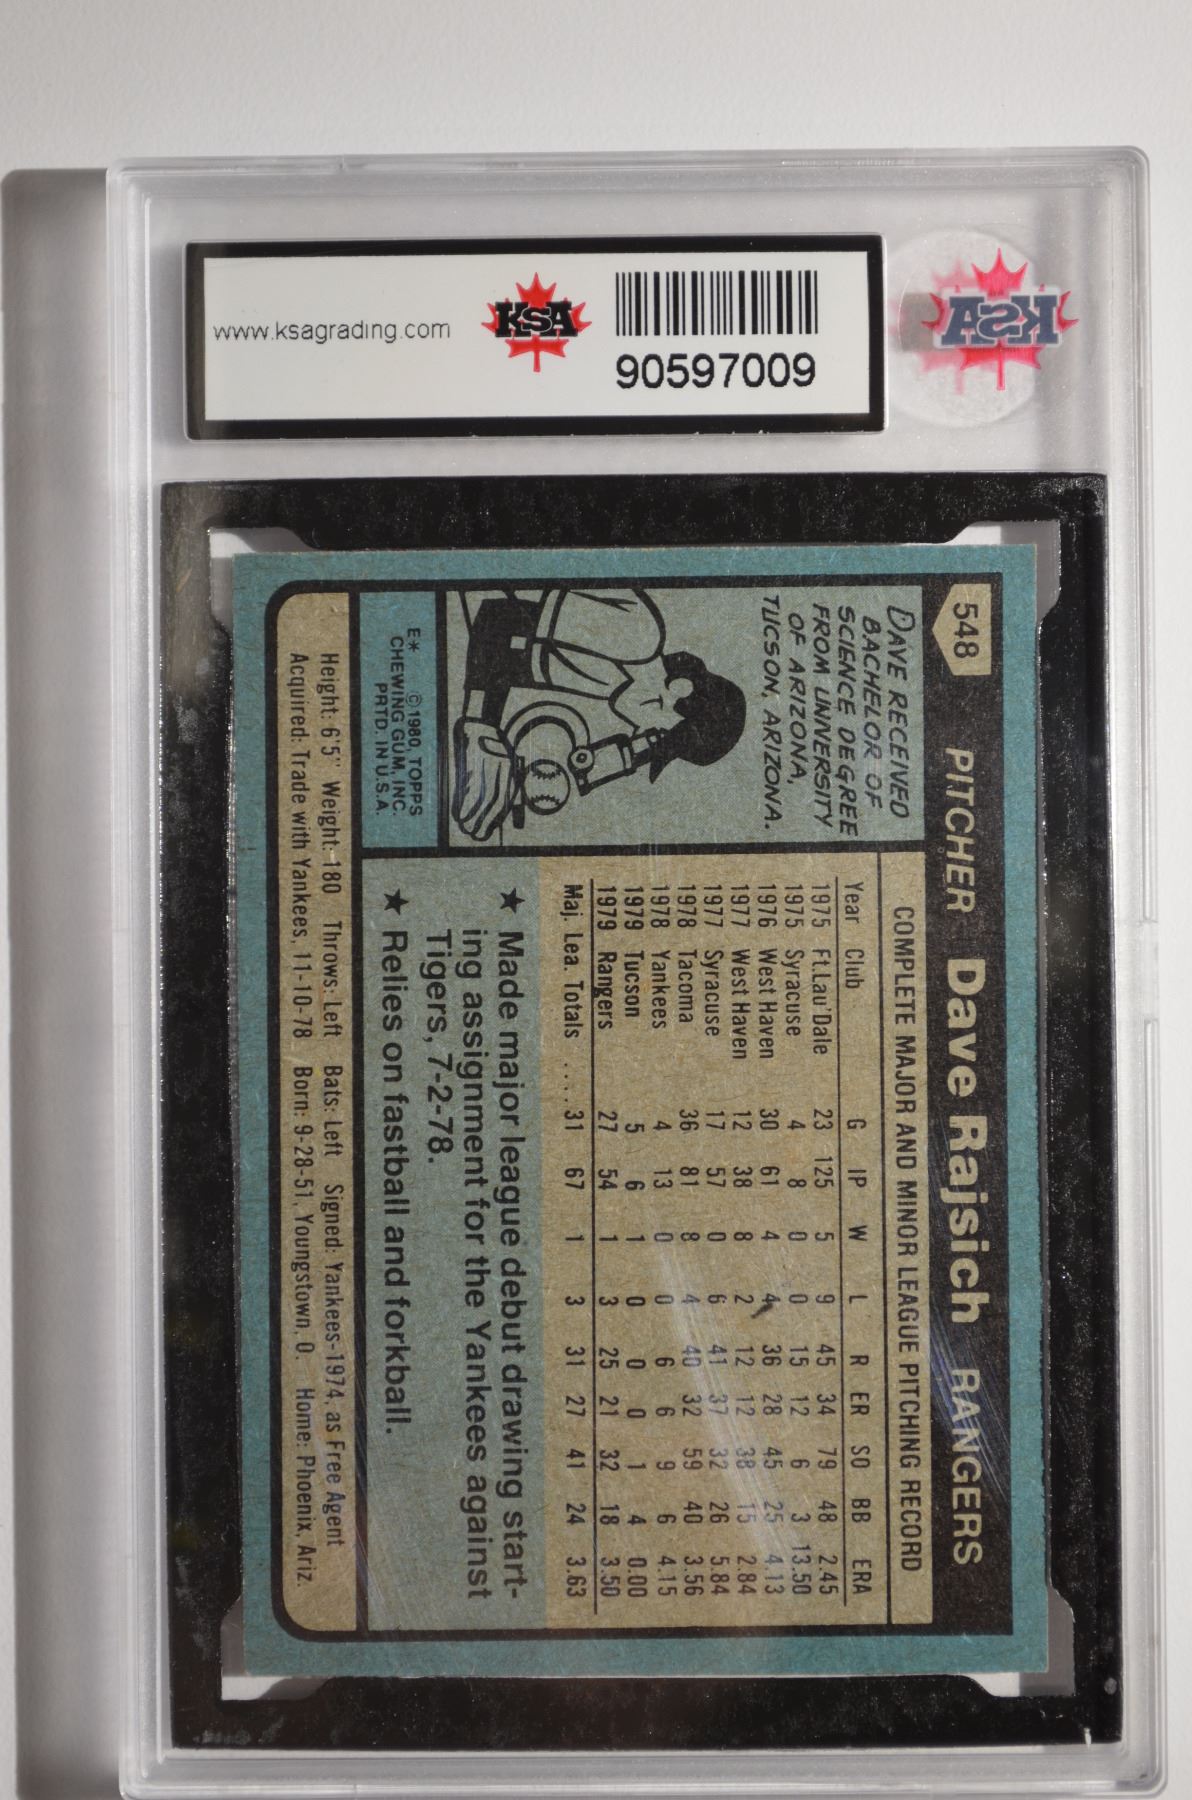 www.ksagrading.com
KSA
90597009
KSA
548 PITCHER Dave Rajsich RANGERS
DAVE RECEIVED
BACHELOR OF
SCIENCE DEGREE
FROM UNIVERSITY
OF ARIZONA,
TUCSON, ARIZONA.
E* ©1980, TOPPS
CHEWING GUM, INC.
PRTD. IN U.S.A.
COMPLETE MAJOR AND MINOR LEAGUE PITCHING RECORD
Year Club G IP W L R ER SO BB ERA
1975 Ft.Lau'Dale 23 125 5 9 45 34 79 48 2.45
1975 Syracuse 4 8 0 0 15 12 6 3 13.50
1976 West Haven 30 61 4 4 36 28 45 25 4.13
1977 West Haven 12 38 8 2 12 12 38 15 2.84
1977 Syracuse 17 57 0 6 41 37 32 26 5.84
1978 Tacoma 36 81 8 4 40 32 59 40 3.56
1978 Yankees 4 13 0 0 6 6 9 6 4.15
1979 Tucson 5 6 1 0 0 0 1 4 0.00
1979 Rangers 27 54 1 3 25 21 32 18 3.50
Maj. Lea. Totals .... 31 67 1 3 31 27 41 24 3.63
★ Made major league debut drawing start-
ing assignment for the Yankees against
Tigers, 7-2-78.
★ Relies on fastball and forkball.
Height: 6'5" Weight: 180 Throws: Left Bats: Left Signed: Yankees-1974, as Free Agent
Acquired: Trade with Yankees, 11-10-78 Born: 9-28-51, Youngstown, O. Home: Phoenix, Ariz.